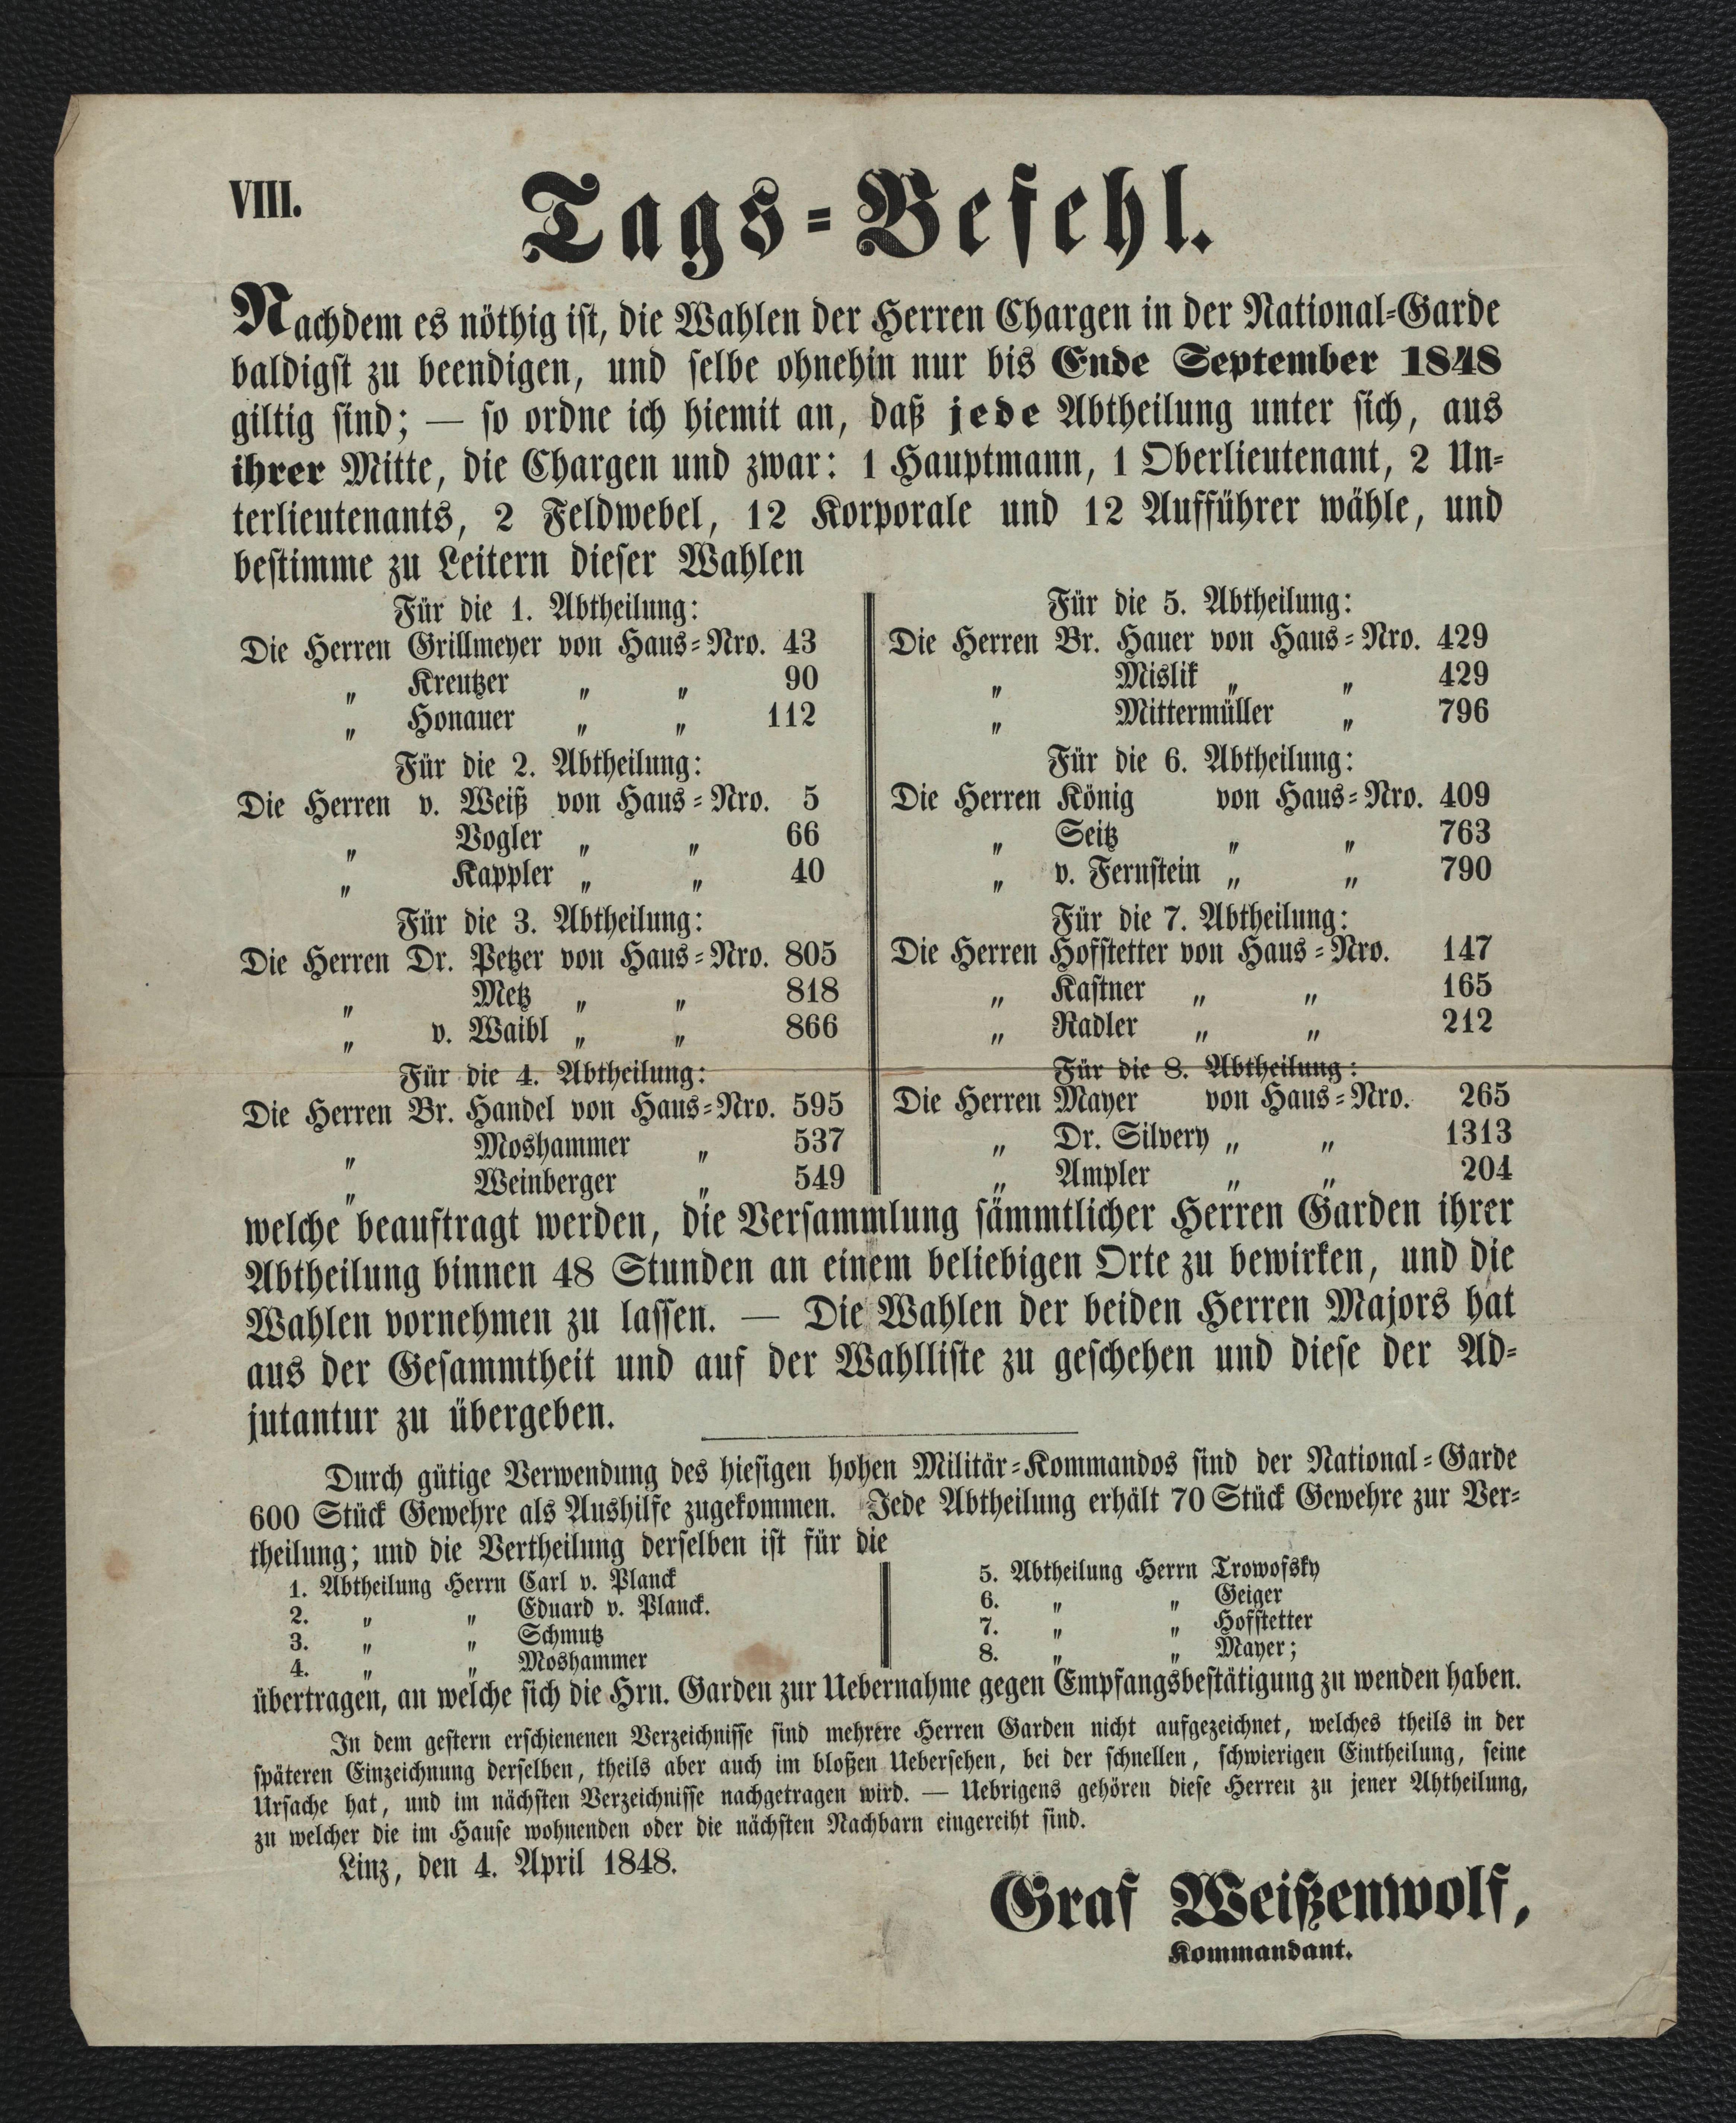 VIII.
Tags=Befehl.
Nachdem es nöthig ist, die Wahlen der Herren Chargen in der National=Garde
baldigst zu beendigen, und selbe ohnehin nur bis Ende September 1848
giltig sind; — so ordne ich hiemit an, daß jede Abtheilung unter sich, aus
ihrer Mitte, die Chargen und zwar: 1 Hauptmann, 1 Oberlieutenant, 2 Un=
terlieutenants, 2 Feldwebel, 12 Korporale und 12 Aufführer wähle, und
bestimme zu Leitern dieser Wahlen
Für die 1. Abtheilung:
Die Herren Grillmeyer von Haus=Nro. 43
„ Kreutzer „ „ 90
„ Honauer „ „ 112
Für die 2. Abtheilung:
Die Herren v. Weiß von Haus=Nro. 5
„ Vogler „ „ 66
„ Kappler „ „ 40
Für die 3. Abtheilung:
Die Herren Dr. Petzer von Haus=Nro. 805
„ Metz „ „ 818
„ v. Waibl „ „ 866
Für die 4. Abtheilung:
Die Herren Br. Handel von Haus=Nro. 595
„ Moshammer „ 537
„ Weinberger „ 549
Für die 5. Abtheilung:
Die Herren Br. Hauer von Haus=Nro. 429
„ Mislik „ „ 429
„ Mittermüller „ 796
Für die 6. Abtheilung:
Die Herren König von Haus=Nro. 409
„ Seitz „ „ 763
„ v. Fernstein „ „ 790
Für die 7. Abtheilung:
Die Herren Hofstetter von Haus=Nro. 147
„ Kastner „ „ 165
„ Radler „ „ 212
Für die 8. Abtheilung:
Die Herren Mayer von Haus=Nro. 265
„ Dr. Silvery „ „ 1313
„ Ampler „ „ 204
welche beauftragt werden, die Versammlung sämmtlicher Herren Garden ihrer
Abtheilung binnen 48 Stunden an einem beliebigen Orte zu bewirken, und die
Wahlen vornehmen zu lassen. — Die Wahlen der beiden Herren Majors hat
aus der Gesammtheit und auf der Wahlliste zu geschehen und diese der Ad=
jutantur zu übergeben.
Durch gütige Verwendung des hiesigen hohen Militär=Kommandos sind der National=Garde
600 Stück Gewehre als Aushilfe zugekommen. Jede Abtheilung erhält 70 Stück Gewehre zur Ver=
theilung; und die Vertheilung derselben ist für die
1. Abtheilung Herrn Carl v. Planck
2. „ „ Eduard v. Planck.
3. „ „ Schmutz
4. „ „ Moshammer
5. Abtheilung Herrn Trowofsky
6. „ „ Geiger
7. „ „ Hofstetter
8. „ „ Mayer;
übertragen, an welche sich die Hrn. Garden zur Uebernahme gegen Empfangsbestätigung zu wenden haben.
In dem gestern erschienenen Verzeichnisse sind mehrere Herren Garden nicht aufgezeichnet, welches theils in der
späteren Einzeichnung derselben, theils aber auch im bloßen Uebersehen, bei der schnellen, schwierigen Eintheilung, seine
Ursache hat, und im nächsten Verzeichnisse nachgetragen wird. — Uebrigens gehören diese Herren zu jener Ahtheilung,
zu welcher die im Hause wohnenden oder die nächsten Nachbarn eingereiht sind.
Linz, den 4. April 1848.
Graf Weißenwolf,
Kommandant.